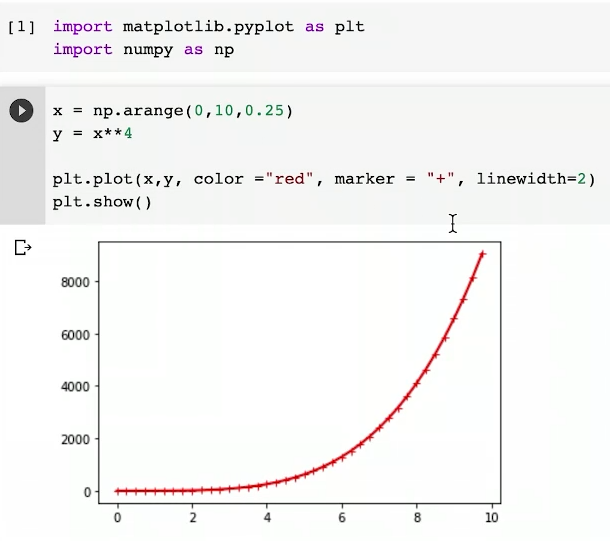 [1] import matplotlib.pyplot as plt
import numpy as np
x = np.arange(0,10,0.25)
y = x**4
plt.plot(x,y, color ="red", marker = "+", linewidth=2)
plt.show()
8000
6000
4000
2000
0
0 2 4 6 8 10